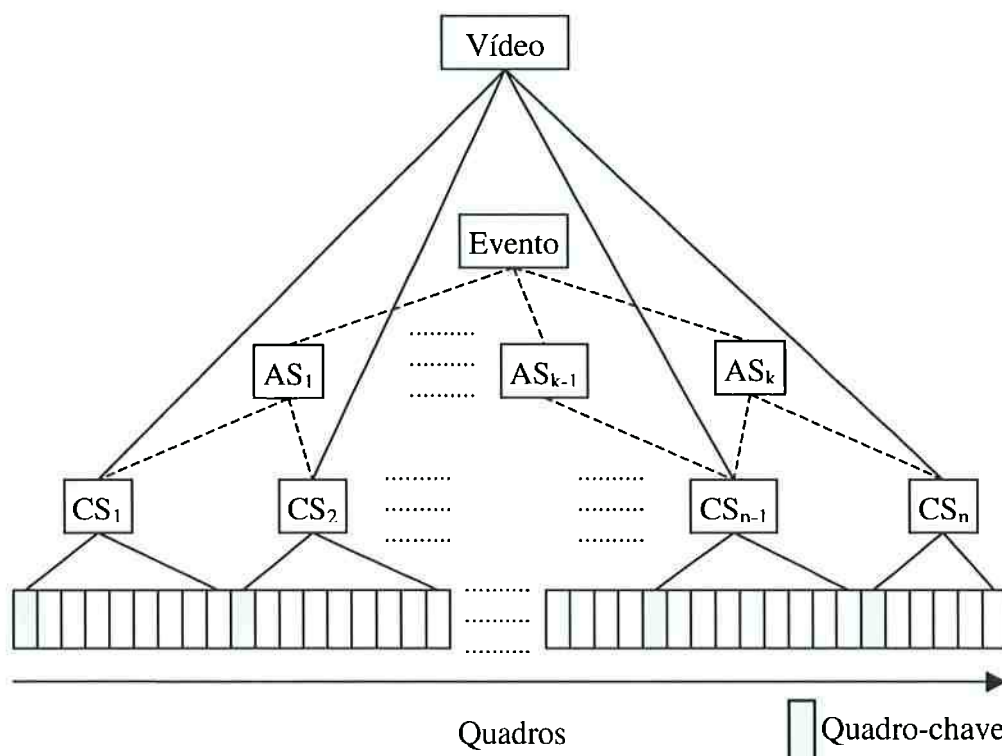 Vídeo
Evento
AS₁ ASₖ₋₁ ASₖ
CS₁ CS₂ CSₙ₋₁ CSₙ
Quadros
Quadro-chave